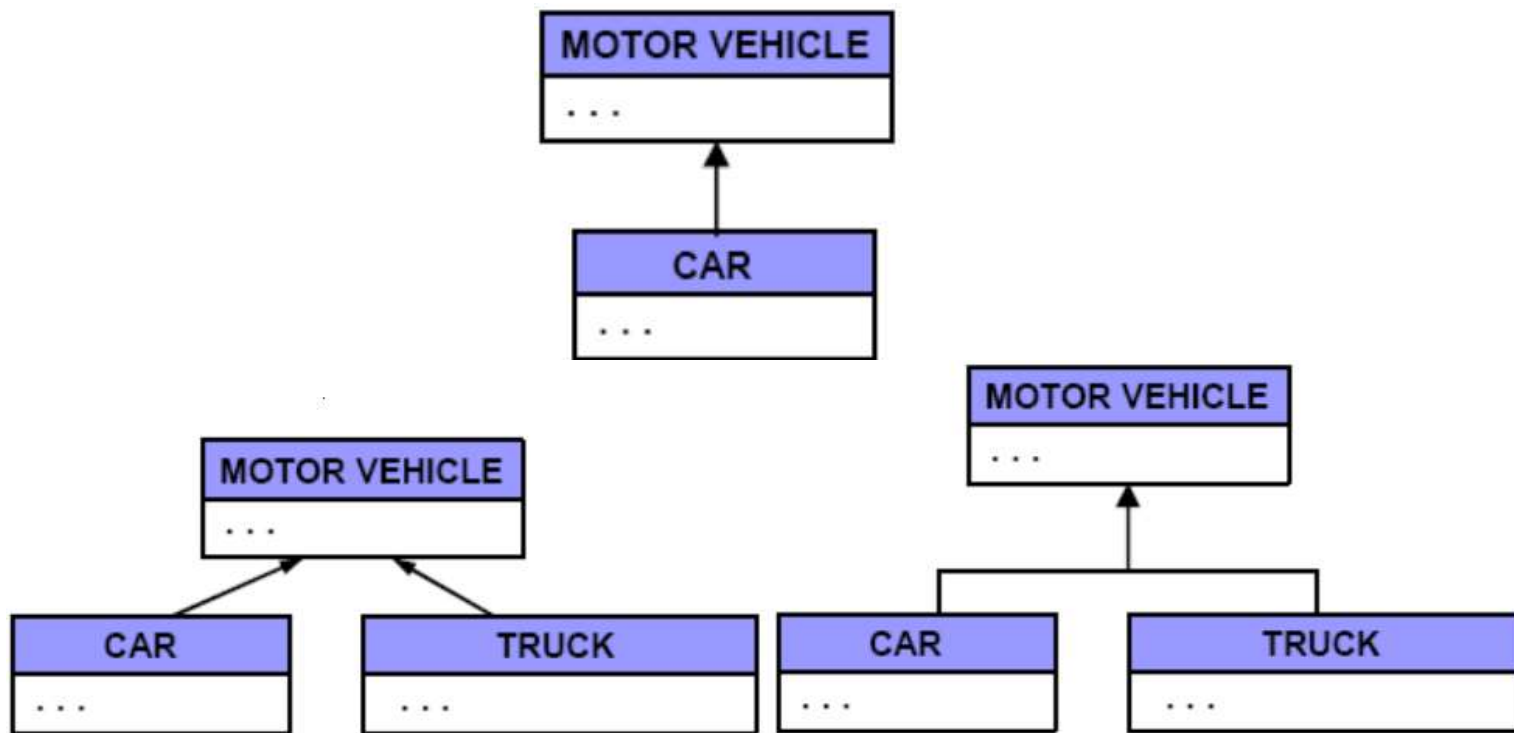 MOTOR VEHICLE
. . .
CAR
. . .
MOTOR VEHICLE
. . .
CAR
. . .
TRUCK
. . .
MOTOR VEHICLE
. . .
CAR
. . .
TRUCK
. . .